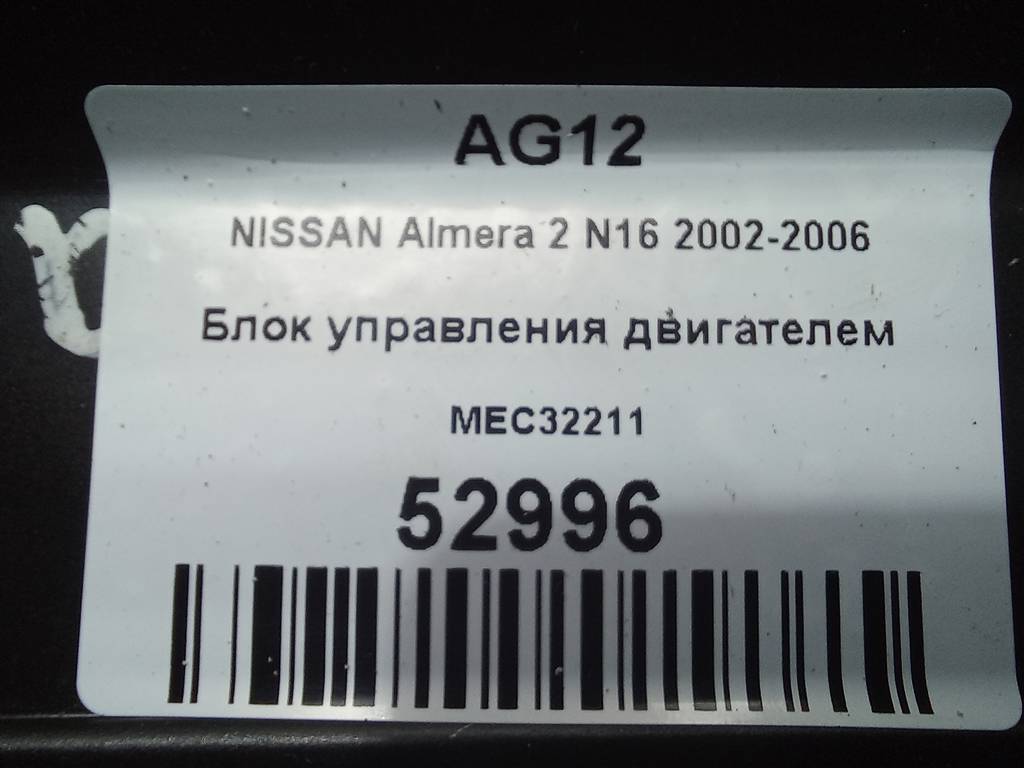 AG12
NISSAN Almera 2 N16 2002-2006
Блок управления двигателем
MEC32211
52996